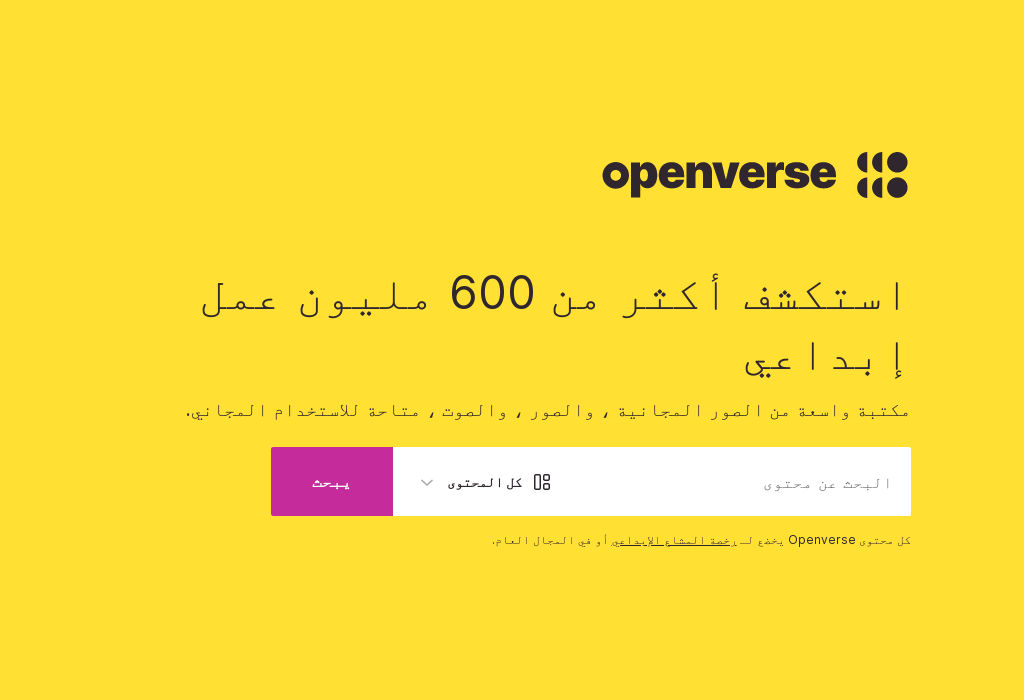 openverse
استكشف أكثر من 600 مليون عمل
إبداعي
مكتبة واسعة من الصور المجانية ، والصور ، والصوت ، متاحة للاستخدام المجاني.
البحث عن محتوى
كل المحتوى
يبحث
كل محتوى Openverse يخضع لـ رخصة المشاع الإبداعي أو في المجال العام.